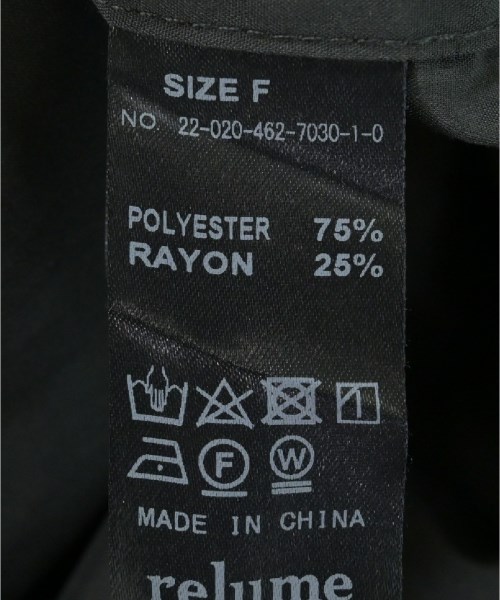 SIZE F
NO. 22-020-462-7030-1-0
POLYESTER 75%
RAYON 25%
F W
MADE IN CHINA
relume